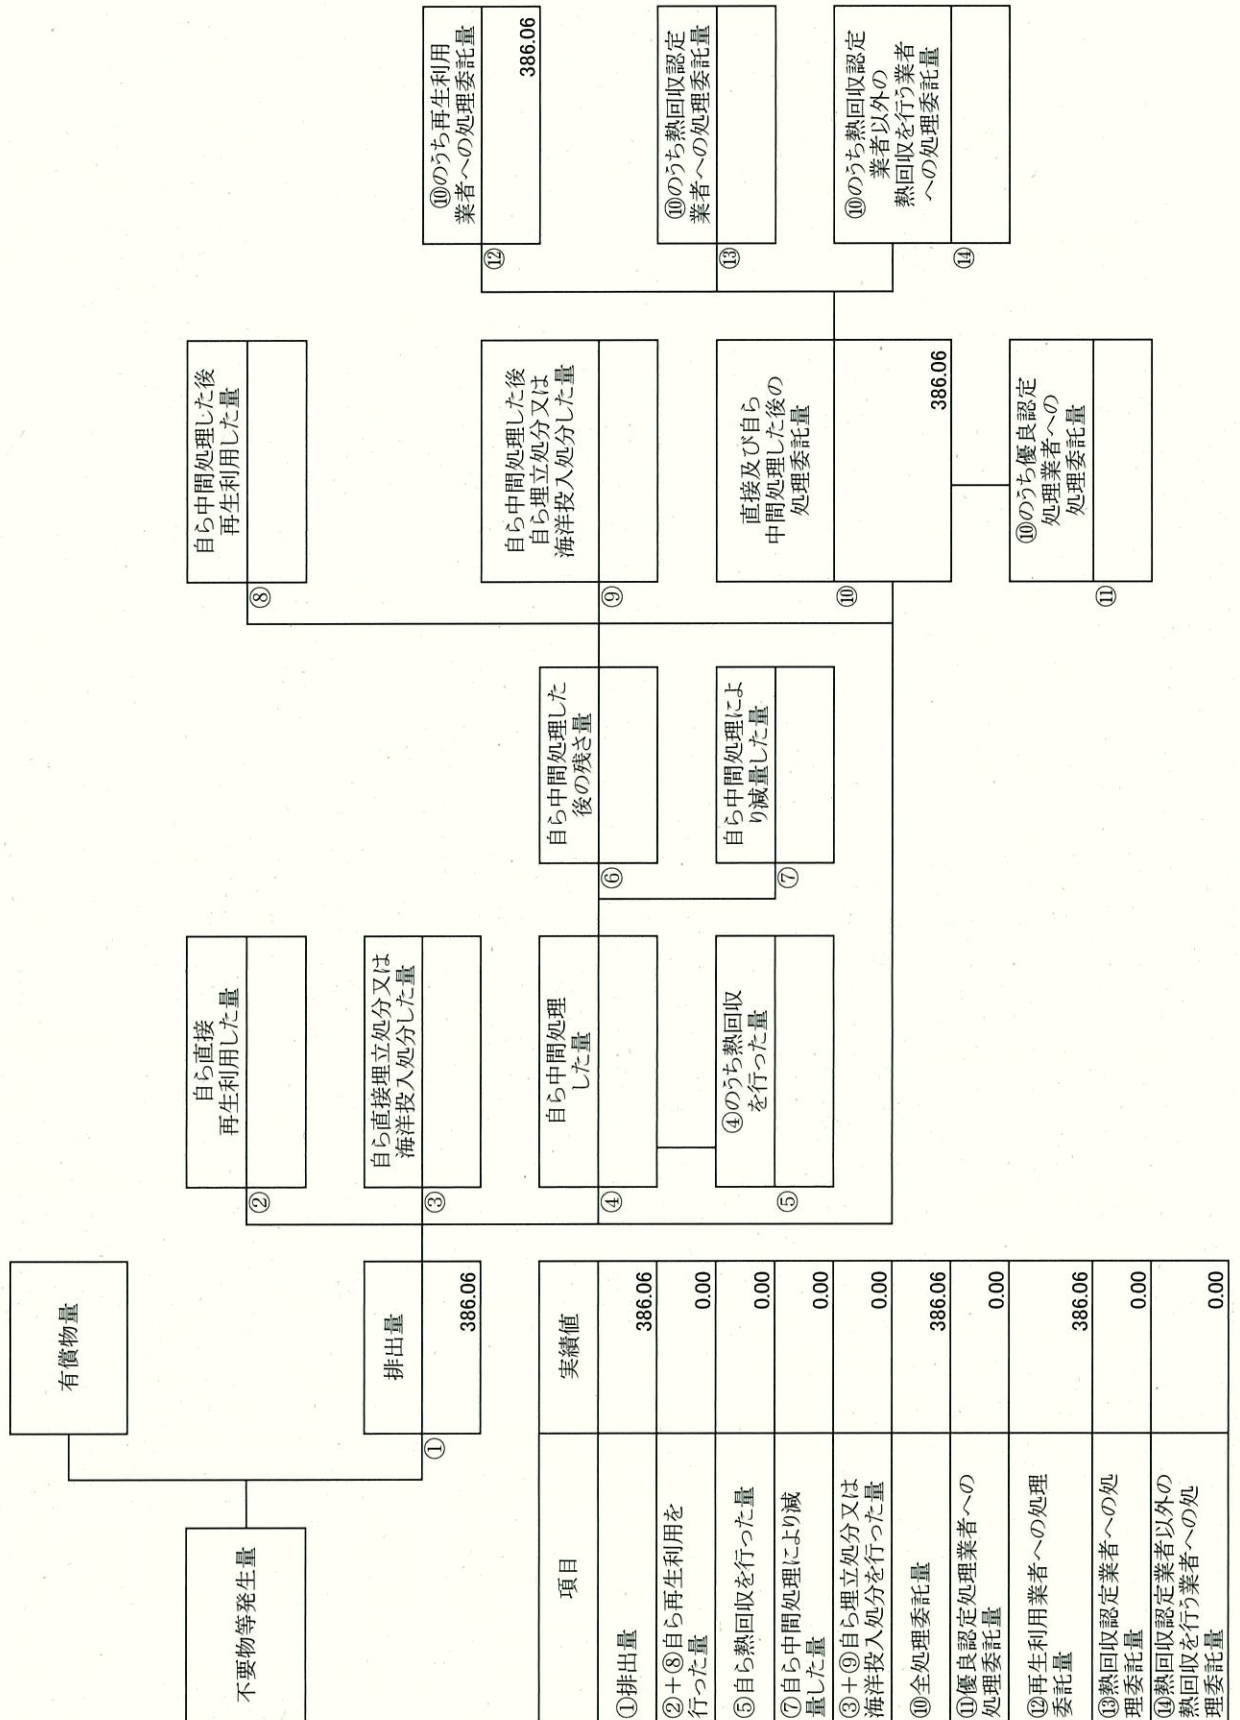 不要物等発生量
有償物量
排出量
①
386.06
自ら直接
再生利用した量
②
自ら直接埋立処分又は
海洋投入処分した量
③
自ら中間処理
した量
④
④のうち熱回収
を行った量
⑤
自ら中間処理した
後の残さ量
⑥
自ら中間処理によ
り減量した量
⑦
自ら中間処理した後
再生利用した量
⑧
自ら中間処理した後
自ら埋立処分又は
海洋投入処分した量
⑨
直接及び自ら
中間処理した後の
処理委託量
⑩
386.06
⑩のうち優良認定
処理業者への
処理委託量
⑪
⑩のうち再生利用
業者への処理委託量
⑫
386.06
⑩のうち熱回収認定
業者への処理委託量
⑬
⑩のうち熱回収認定
業者以外の
熱回収を行う業者
への処理委託量
⑭
項目 実績値
①排出量 386.06
②+⑧自ら再生利用を
行った量 0.00
⑤自ら熱回収を行った量 0.00
⑦自ら中間処理により減
量した量 0.00
③+⑨自ら埋立処分又は
海洋投入処分を行った量 0.00
⑩全処理委託量 386.06
⑪優良認定処理業者への
処理委託量 0.00
⑫再生利用業者への処理
委託量 386.06
⑬熱回収認定業者への処
理委託量 0.00
⑭熱回収認定業者以外の
熱回収を行う業者への処
理委託量 0.00